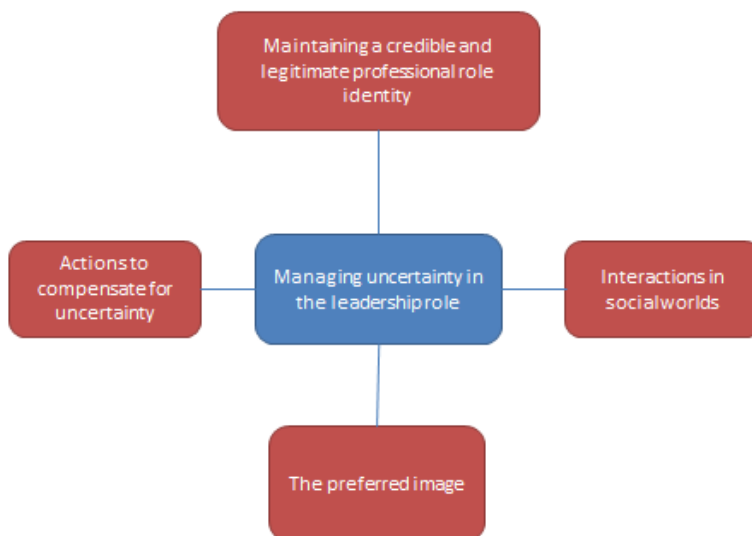 Maintaining a credible and
legitimate professional role
identity
Actions to
compensate for
uncertainty
Managing uncertainty in
the leadership role
Interactions in
social worlds
The preferred image